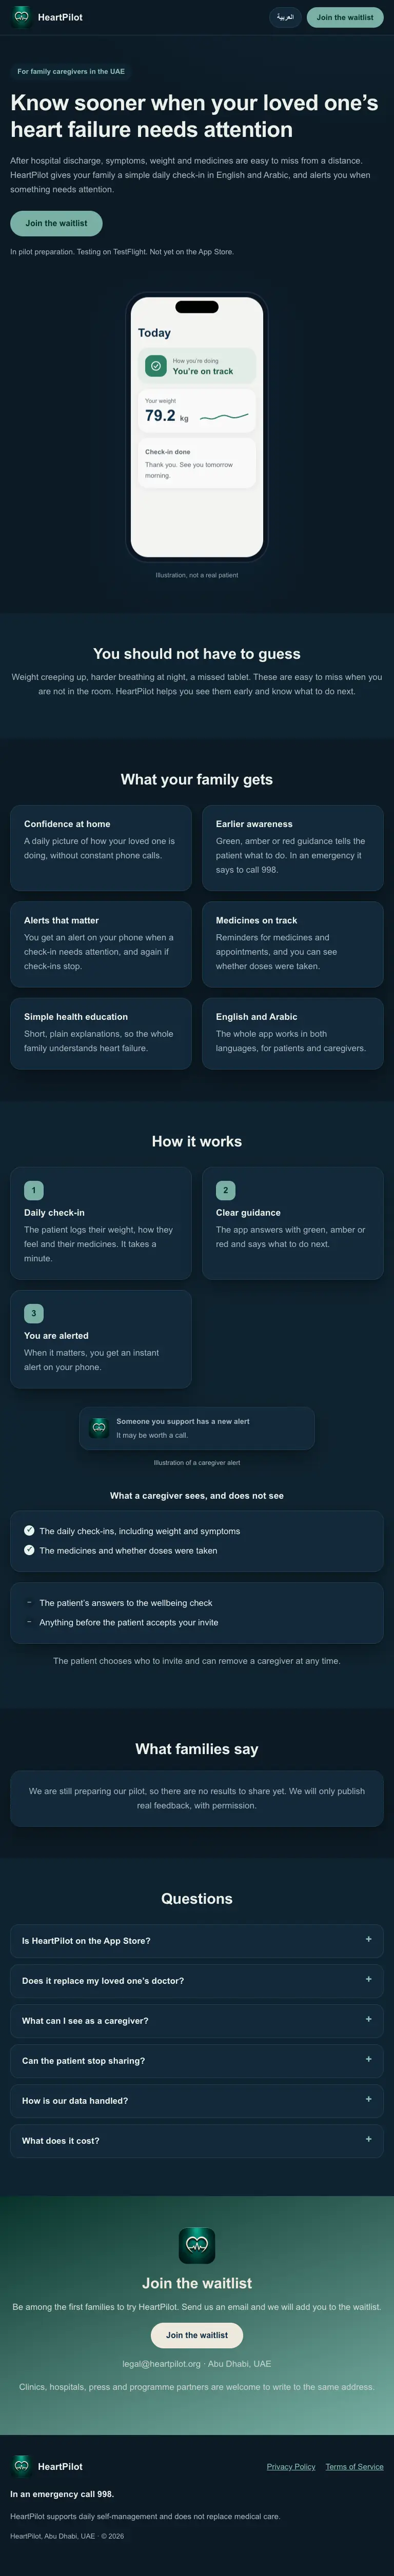 HeartPilot
العربية
Join the waitlist
For family caregivers in the UAE
Know sooner when your loved one’s
heart failure needs attention
After hospital discharge, symptoms, weight and medicines are easy to miss from a distance.
HeartPilot gives your family a simple daily check-in in English and Arabic, and alerts you when
something needs attention.
Join the waitlist
In pilot preparation. Testing on TestFlight. Not yet on the App Store.
Today
How you’re doing
You’re on track
Your weight
79.2 kg
Check-in done
Thank you. See you tomorrow
morning.
Illustration, not a real patient
You should not have to guess
Weight creeping up, harder breathing at night, a missed tablet. These are easy to miss when you
are not in the room. HeartPilot helps you see them early and know what to do next.
What your family gets
Confidence at home
A daily picture of how your loved one is
doing, without constant phone calls.
Earlier awareness
Green, amber or red guidance tells the
patient what to do. In an emergency it
says to call 998.
Alerts that matter
You get an alert on your phone when a
check-in needs attention, and again if
check-ins stop.
Medicines on track
Reminders for medicines and
appointments, and you can see
whether doses were taken.
Simple health education
Short, plain explanations, so the whole
family understands heart failure.
English and Arabic
The whole app works in both
languages, for patients and caregivers.
How it works
1
Daily check-in
The patient logs their weight, how they
feel and their medicines. It takes a
minute.
2
Clear guidance
The app answers with green, amber or
red and says what to do next.
3
You are alerted
When it matters, you get an instant
alert on your phone.
Someone you support has a new alert
It may be worth a call.
Illustration of a caregiver alert
What a caregiver sees, and does not see
The daily check-ins, including weight and symptoms
The medicines and whether doses were taken
– The patient’s answers to the wellbeing check
– Anything before the patient accepts your invite
The patient chooses who to invite and can remove a caregiver at any time.
What families say
We are still preparing our pilot, so there are no results to share yet. We will only publish
real feedback, with permission.
Questions
Is HeartPilot on the App Store? +
Does it replace my loved one’s doctor? +
What can I see as a caregiver? +
Can the patient stop sharing? +
How is our data handled? +
What does it cost? +
Join the waitlist
Be among the first families to try HeartPilot. Send us an email and we will add you to the waitlist.
Join the waitlist
legal@heartpilot.org · Abu Dhabi, UAE
Clinics, hospitals, press and programme partners are welcome to write to the same address.
HeartPilot
Privacy Policy
Terms of Service
In an emergency call 998.
HeartPilot supports daily self-management and does not replace medical care.
HeartPilot, Abu Dhabi, UAE · © 2026